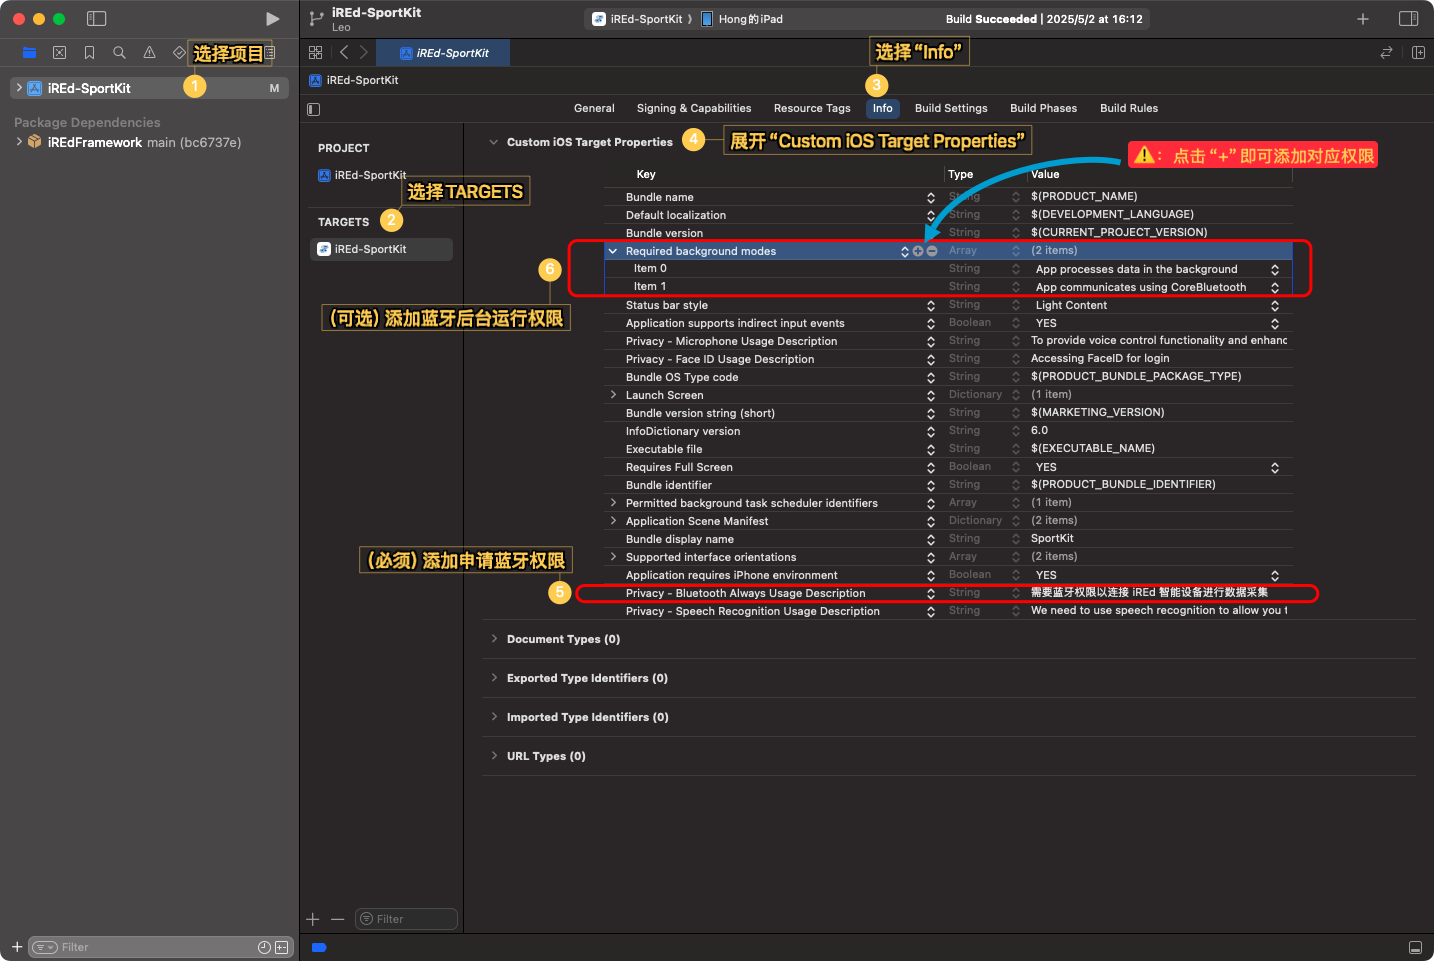 iREd-SportKit
Leo
iREd-SportKit 〉 Hong的iPad
Build Succeeded | 2025/5/2 at 16:12
选择项目
iREd-SportKit
选择 “Info”
1
iREd-SportKit M
iREd-SportKit
3
General Signing & Capabilities Resource Tags Info Build Settings Build Phases Build Rules
Package Dependencies
iREdFramework main (bc6737e)
PROJECT
iREd-SportKit
选择 TARGETS
TARGETS 2
iREd-SportKit
Custom iOS Target Properties 4 展开 “Custom iOS Target Properties”
⚠️：点击 “+” 即可添加对应权限
Key Type Value
Bundle name String $(PRODUCT_NAME)
Default localization String $(DEVELOPMENT_LANGUAGE)
Bundle version String $(CURRENT_PROJECT_VERSION)
Required background modes Array (2 items)
Item 0 String App processes data in the background
Item 1 String App communicates using CoreBluetooth
6
(可选) 添加蓝牙后台运行权限
Status bar style String Light Content
Application supports indirect input events Boolean YES
Privacy - Microphone Usage Description String To provide voice control functionality and enhanc
Privacy - Face ID Usage Description String Accessing FaceID for login
Bundle OS Type code String $(PRODUCT_BUNDLE_PACKAGE_TYPE)
Launch Screen Dictionary (1 item)
Bundle version string (short) String $(MARKETING_VERSION)
InfoDictionary version String 6.0
Executable file String $(EXECUTABLE_NAME)
Requires Full Screen Boolean YES
Bundle identifier String $(PRODUCT_BUNDLE_IDENTIFIER)
Permitted background task scheduler identifiers Array (1 item)
Application Scene Manifest Dictionary (2 items)
Bundle display name String SportKit
Supported interface orientations Array (2 items)
Application requires iPhone environment Boolean YES
(必须) 添加申请蓝牙权限
5
Privacy - Bluetooth Always Usage Description String 需要蓝牙权限以连接 iREd 智能设备进行数据采集
Privacy - Speech Recognition Usage Description String We need to use speech recognition to allow you t
Document Types (0)
Exported Type Identifiers (0)
Imported Type Identifiers (0)
URL Types (0)
Filter
Filter